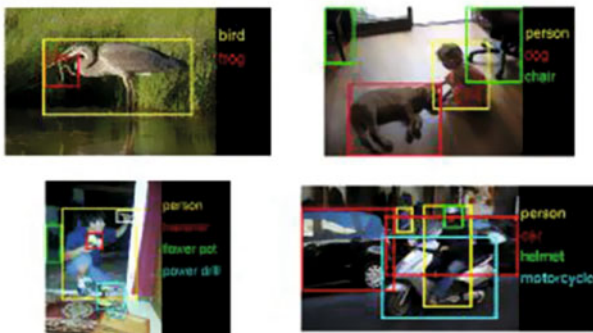 bird
frog
person
dog
chair
person
hammer
flower pot
power drill
person
car
helmet
motorcycle